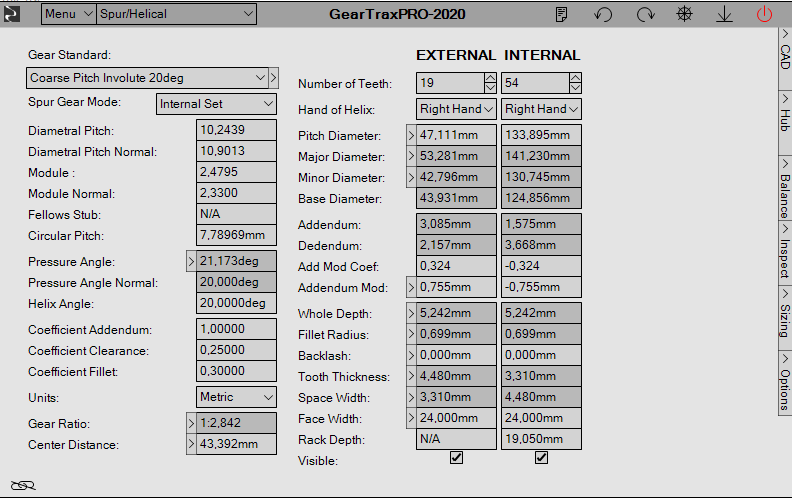 Menu Spur/Helical GearTraxPRO-2020
Gear Standard:
Coarse Pitch Involute 20deg
Spur Gear Mode: Internal Set
Diametral Pitch: 10,2439
Diametral Pitch Normal: 10,9013
Module : 2,4795
Module Normal: 2,3300
Fellows Stub: N/A
Circular Pitch: 7,78969mm
Pressure Angle: 21,173deg
Pressure Angle Normal: 20,000deg
Helix Angle: 20,0000deg
Coefficient Addendum: 1,00000
Coefficient Clearance: 0,25000
Coefficient Fillet: 0,30000
Units: Metric
Gear Ratio: 1:2,842
Center Distance: 43,392mm
EXTERNAL INTERNAL
Number of Teeth: 19 54
Hand of Helix: Right Hand Right Hand
Pitch Diameter: 47,111mm 133,895mm
Major Diameter: 53,281mm 141,230mm
Minor Diameter: 42,796mm 130,745mm
Base Diameter: 43,931mm 124,856mm
Addendum: 3,085mm 1,575mm
Dedendum: 2,157mm 3,668mm
Add Mod Coef: 0,324 -0,324
Addendum Mod: 0,755mm -0,755mm
Whole Depth: 5,242mm 5,242mm
Fillet Radius: 0,699mm 0,699mm
Backlash: 0,000mm 0,000mm
Tooth Thickness: 4,480mm 3,310mm
Space Width: 3,310mm 4,480mm
Face Width: 24,000mm 24,000mm
Rack Depth: N/A 19,050mm
Visible:
CAD
Hub
Balance
Inspect
Sizing
Options